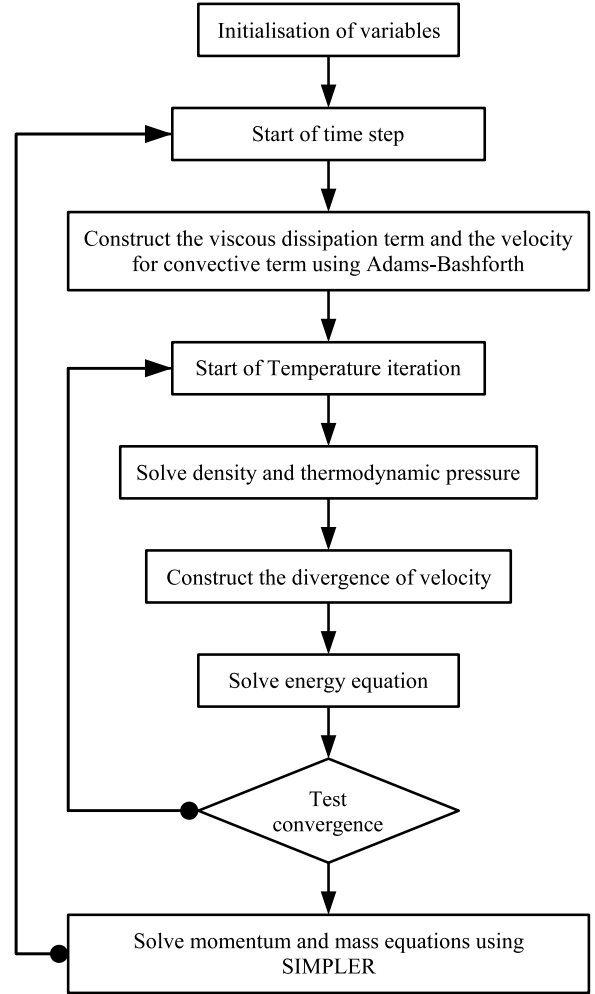 Initialisation of variables
Start of time step
Construct the viscous dissipation term and the velocity
for convective term using Adams-Bashforth
Start of Temperature iteration
Solve density and thermodynamic pressure
Construct the divergence of velocity
Solve energy equation
Test
convergence
Solve momentum and mass equations using
SIMPLER